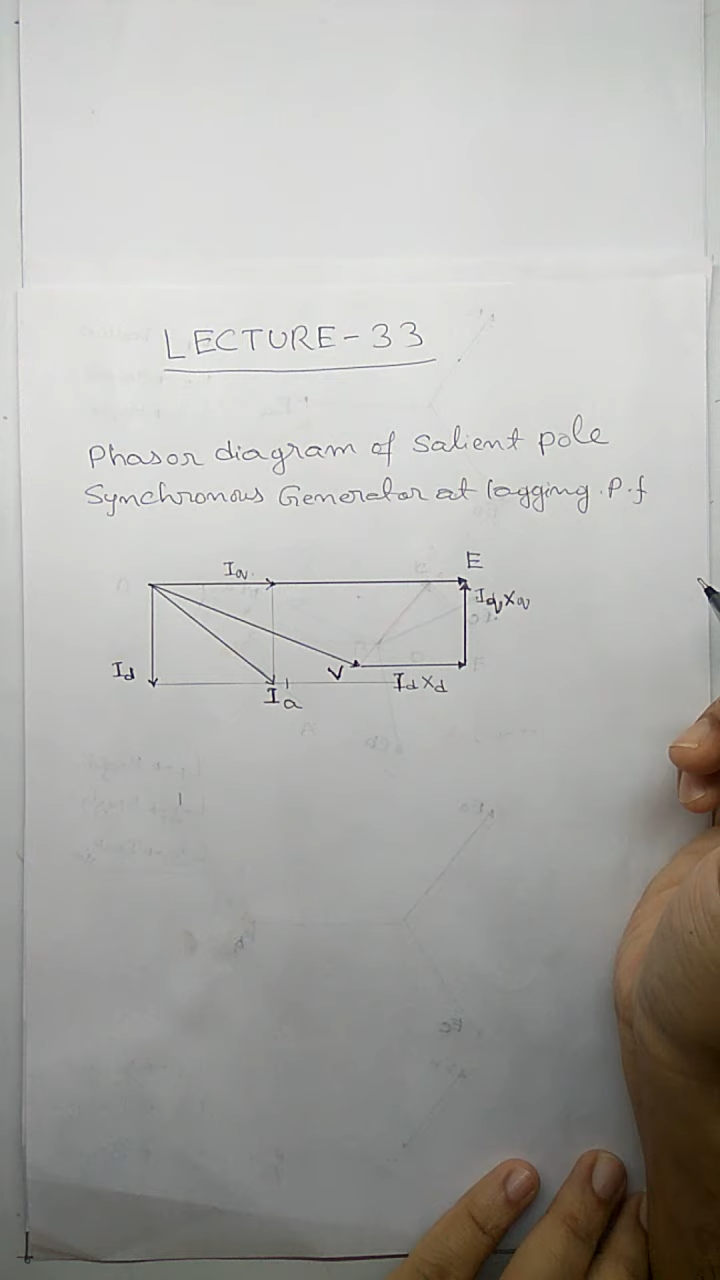 LECTURE-33
Phasor diagram of Salient pole
Synchronous Generator at lagging P.f
E
Iq
IqXq
Id
V
IdXd
Ia